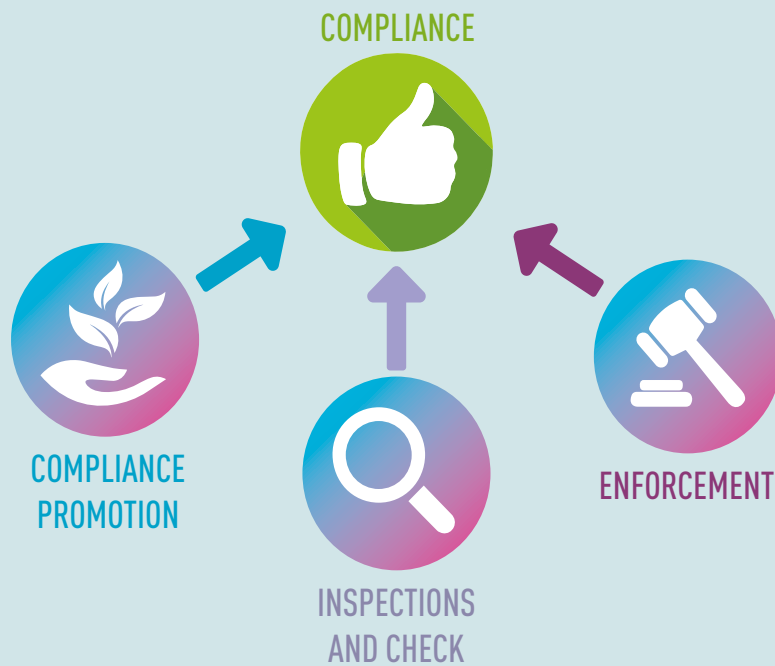 COMPLIANCE
COMPLIANCE
PROMOTION
INSPECTIONS
AND CHECK
ENFORCEMENT